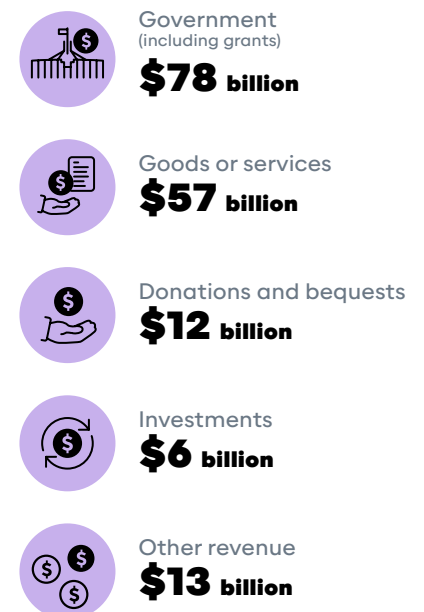 Government
(including grants)
$78 billion
Goods or services
$57 billion
Donations and bequests
$12 billion
Investments
$6 billion
Other revenue
$13 billion